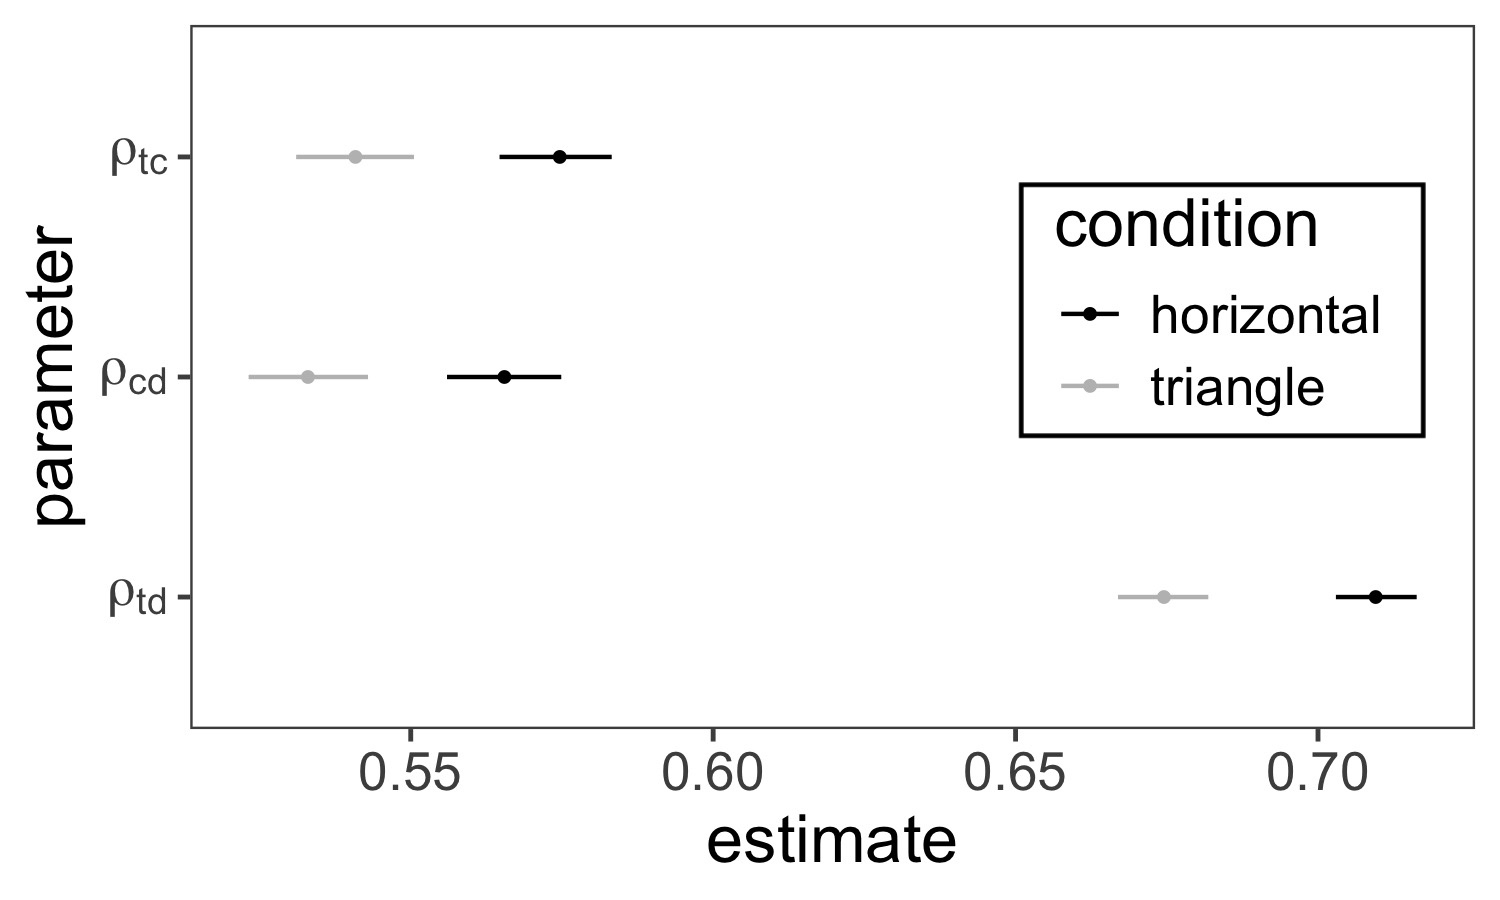 parameter
ρtc
ρcd
ρtd
condition
horizontal
triangle
0.55 0.60 0.65 0.70
estimate